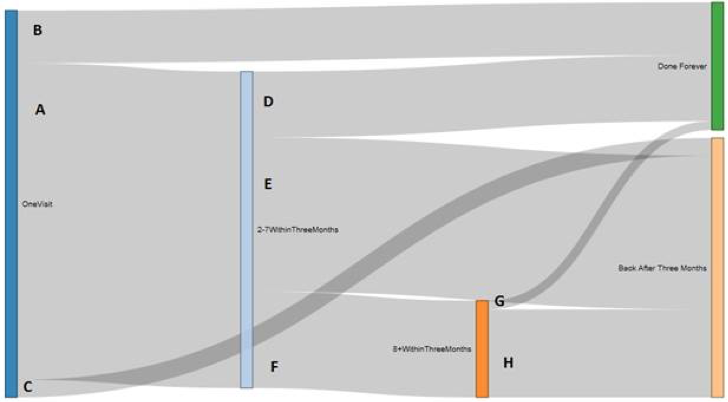 B
Done Forever
D
A
E
OneVisit
2-7WithinThreeMonths
Back After Three Months
G
8+WithinThreeMonths
H
F
C